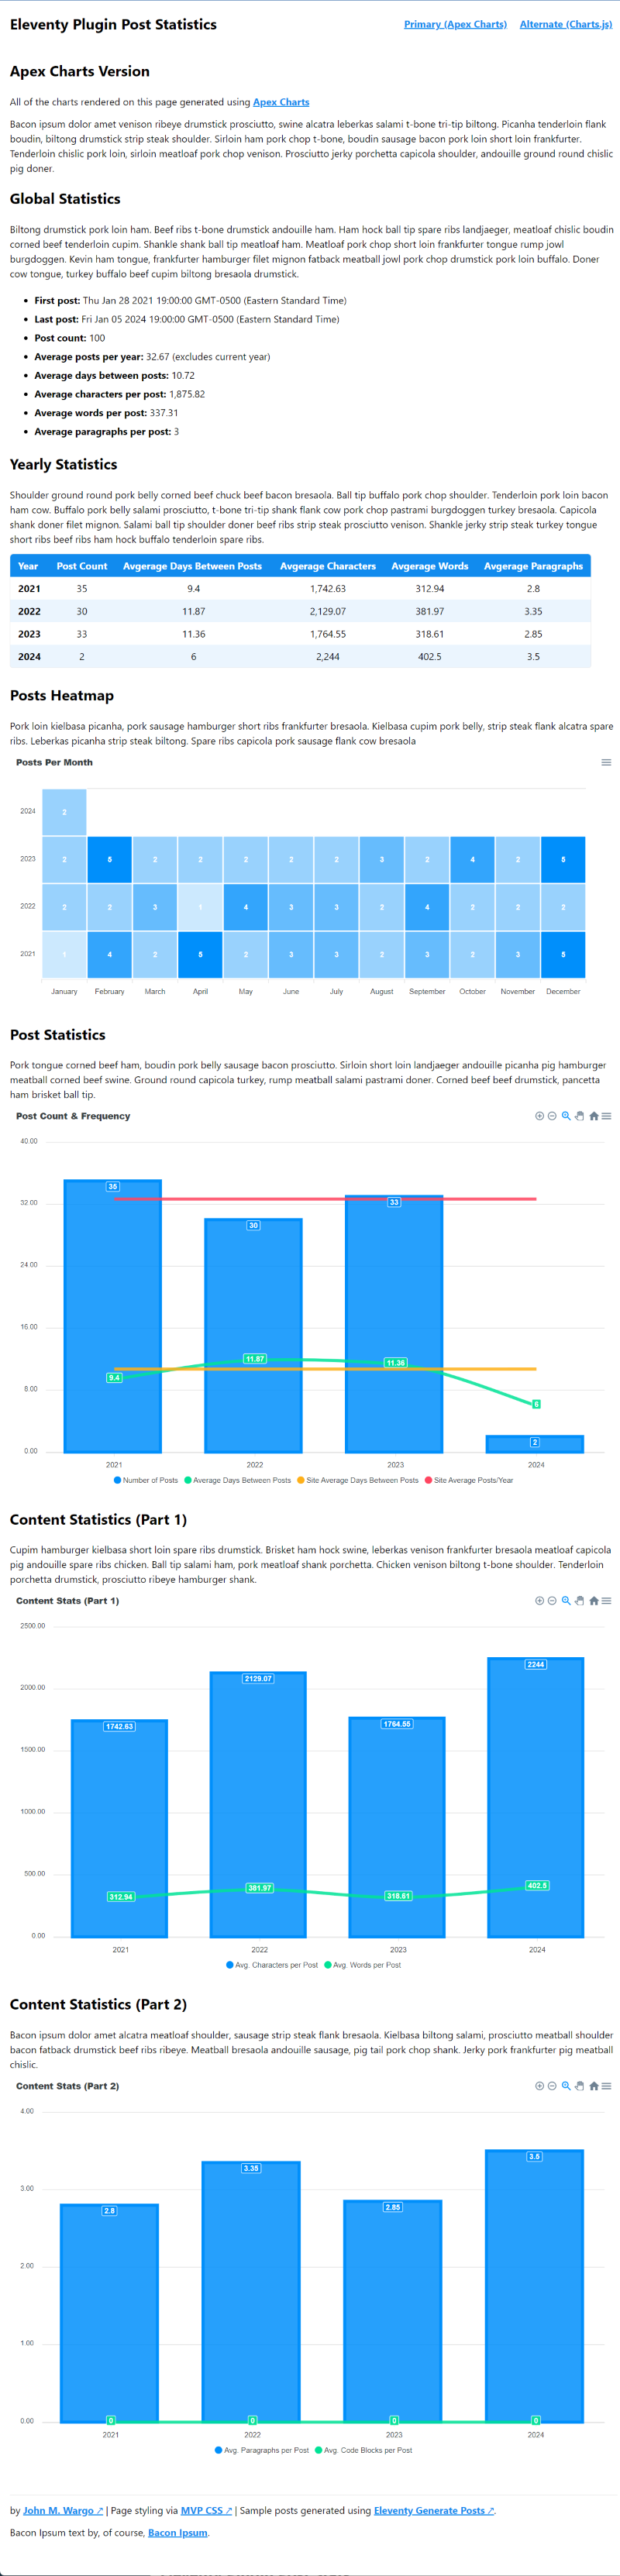 Eleventy Plugin Post Statistics
Primary (Apex Charts) Alternate (Charts.js)
Apex Charts Version
All of the charts rendered on this page generated using Apex Charts
Bacon ipsum dolor amet venison ribeye drumstick prosciutto, swine alcatra leberkas salami t-bone tri-tip biltong. Picanha tenderloin flank
boudin, biltong drumstick strip steak shoulder. Sirloin ham pork chop t-bone, boudin sausage bacon pork loin short loin frankfurter.
Tenderloin chislic pork loin, sirloin meatloaf pork chop venison. Prosciutto jerky porchetta capicola shoulder, andouille ground round chislic
pig doner.
Global Statistics
Biltong drumstick pork loin ham. Beef ribs t-bone drumstick andouille ham. Ham hock ball tip spare ribs landjaeger, meatloaf chislic boudin
corned beef tenderloin cupim. Shankle shank ball tip meatloaf ham. Meatloaf pork chop short loin frankfurter tongue rump jowl
burgdoggen. Kevin ham tongue, frankfurter hamburger filet mignon fatback meatball jowl pork chop drumstick pork loin buffalo. Doner
cow tongue, turkey buffalo beef cupim biltong bresaola drumstick.
• First post: Thu Jan 28 2021 19:00:00 GMT-0500 (Eastern Standard Time)
• Last post: Fri Jan 05 2024 19:00:00 GMT-0500 (Eastern Standard Time)
• Post count: 100
• Average posts per year: 32.67 (excludes current year)
• Average days between posts: 10.72
• Average characters per post: 1,875.82
• Average words per post: 337.31
• Average paragraphs per post: 3
Yearly Statistics
Shoulder ground round pork belly corned beef chuck beef bacon bresaola. Ball tip buffalo pork chop shoulder. Tenderloin pork loin bacon
ham cow. Buffalo pork belly salami prosciutto, t-bone tri-tip shank flank cow pork chop pastrami burgdoggen turkey bresaola. Capicola
shank doner filet mignon. Salami ball tip shoulder doner beef ribs strip steak prosciutto venison. Shankle jerky strip steak turkey tongue
short ribs beef ribs ham hock buffalo tenderloin spare ribs.
Year Post Count Avgerage Days Between Posts Avgerage Characters Avgerage Words Avgerage Paragraphs
2021 35 9.4 1,742.63 312.94 2.8
2022 30 11.87 2,129.07 381.97 3.35
2023 33 11.36 1,764.55 318.61 2.85
2024 2 6 2,244 402.5 3.5
Posts Heatmap
Pork loin kielbasa picanha, pork sausage hamburger short ribs frankfurter bresaola. Kielbasa cupim pork belly, strip steak flank alcatra spare
ribs. Leberkas picanha strip steak biltong. Spare ribs capicola pork sausage flank cow bresaola
Posts Per Month
2024 2
2023 2 5 2 2 2 2 2 3 2 4 2 5
2022 2 2 3 1 4 3 3 2 4 2 2 2
2021 1 4 2 5 2 3 3 2 3 2 3 5
January February March April May June July August September October November December
Post Statistics
Pork tongue corned beef ham, boudin pork belly sausage bacon prosciutto. Sirloin short loin landjaeger andouille picanha pig hamburger
meatball corned beef swine. Ground round capicola turkey, rump meatball salami pastrami doner. Corned beef beef drumstick, pancetta
ham brisket ball tip.
Post Count & Frequency
40.00
35
32.00
33
30
24.00
16.00
11.87
11.36
9.4
8.00
6
2
0.00
2021 2022 2023 2024
Number of Posts Average Days Between Posts Site Average Days Between Posts Site Average Posts/Year
Content Statistics (Part 1)
Cupim hamburger kielbasa short loin spare ribs drumstick. Brisket ham hock swine, leberkas venison frankfurter bresaola meatloaf capicola
pig andouille spare ribs chicken. Ball tip salami ham, pork meatloaf shank porchetta. Chicken venison biltong t-bone shoulder. Tenderloin
porchetta drumstick, prosciutto ribeye hamburger shank.
Content Stats (Part 1)
2500.00
2244
2129.07
2000.00
1764.55
1742.63
1500.00
1000.00
500.00
402.5
381.97
318.61
312.94
0.00
2021 2022 2023 2024
Avg. Characters per Post Avg. Words per Post
Content Statistics (Part 2)
Bacon ipsum dolor amet alcatra meatloaf shoulder, sausage strip steak flank bresaola. Kielbasa biltong salami, prosciutto meatball shoulder
bacon fatback drumstick beef ribs ribeye. Meatball bresaola andouille sausage, pig tail pork chop shank. Jerky pork frankfurter pig meatball
chislic.
Content Stats (Part 2)
4.00
3.5
3.35
3.00
2.85
2.8
2.00
1.00
0.00 0 0 0 0
2021 2022 2023 2024
Avg. Paragraphs per Post Avg. Code Blocks per Post
by John M. Wargo ↗ | Page styling via MVP CSS ↗ | Sample posts generated using Eleventy Generate Posts ↗.
Bacon Ipsum text by, of course, Bacon Ipsum.